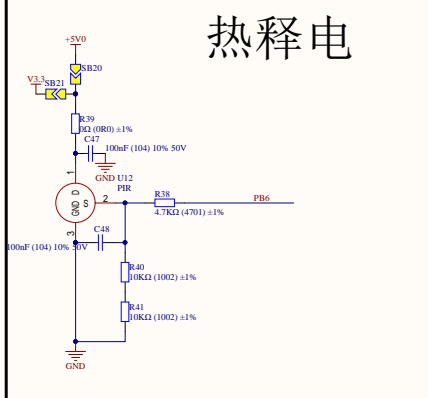 热释电
+5V0
SB20
V3.3
SB21
R39
0Ω (0R0) ±1%
C47
100nF (104) 10% 50V
GND
U12
PIR
1
D
S
GND
2
3
R38
4.7KΩ (4701) ±1%
PB6
C48
100nF (104) 10% 50V
R40
10KΩ (1002) ±1%
R41
10KΩ (1002) ±1%
GND